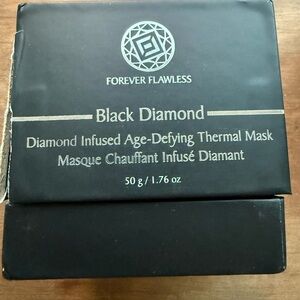 FOREVER FLAWLESS
Black Diamond
Diamond Infused Age-Defying Thermal Mask
Masque Chauffant Infusé Diamant
50 g / 1.76 oz